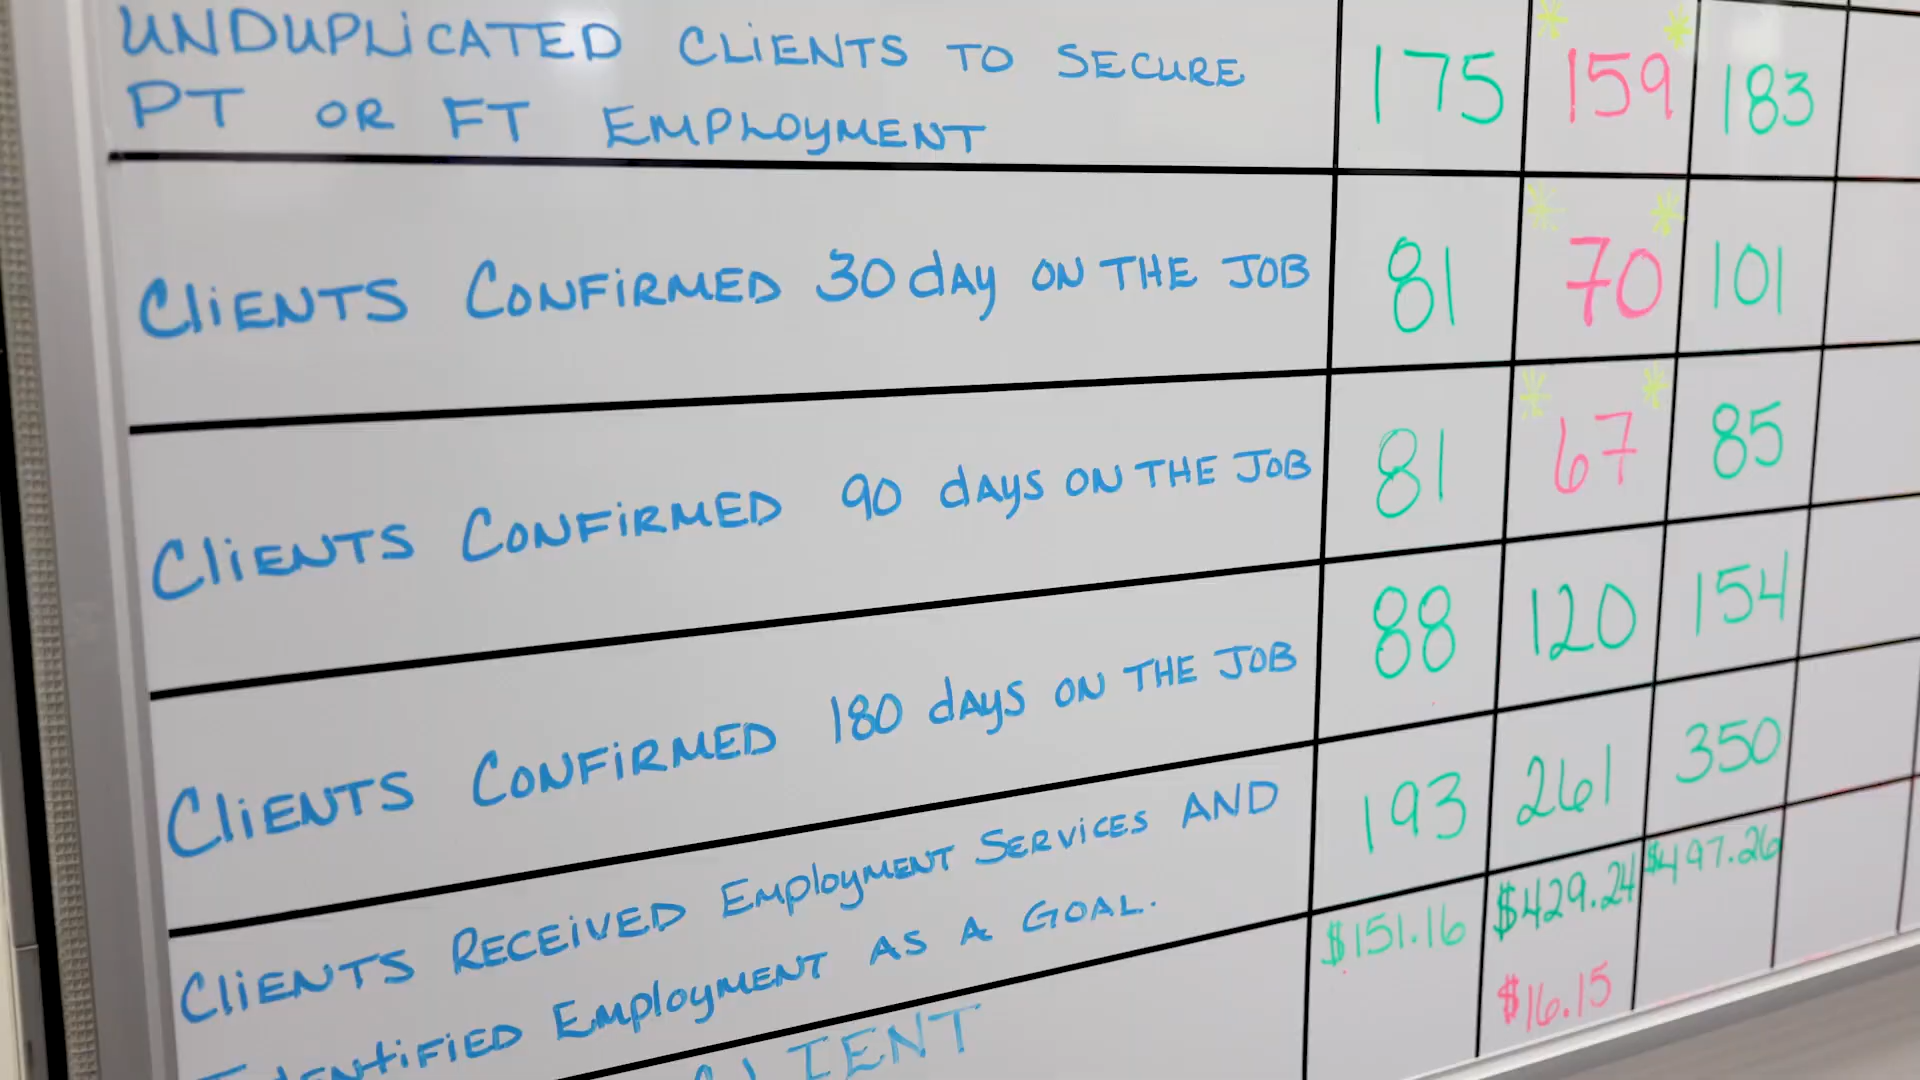 UNDUPLICATED CLIENTS TO SECURE
PT OR FT EMPLOYMENT
175 159 183
CLIENTS CONFIRMED 30 day ON THE JOB
81 70 101
CLIENTS CONFIRMED 90 days ON THE JOB
81 67 85
CLIENTS CONFIRMED 180 days ON THE JOB
88 120 154
CLIENTS RECEIVED Employment Services AND
Identified Employment AS A GOAL.
193 261 350
CLIENT
$151.16 $429.24 $497.26
$16.15